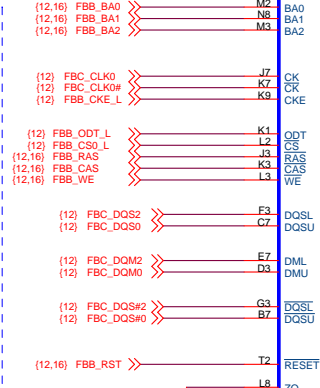 {12,16} FBB_BA0 M2 BA0
{12,16} FBB_BA1 N8 BA1
{12,16} FBB_BA2 M3 BA2
{12} FBC_CLK0 J7 CK
{12} FBC_CLK0# K7 CK
{12} FBB_CKE_L K9 CKE
{12} FBB_ODT_L K1 ODT
{12} FBB_CS0_L L2 CS
{12,16} FBB_RAS J3 RAS
{12,16} FBB_CAS K3 CAS
{12,16} FBB_WE L3 WE
{12} FBC_DQS2 F3 DQSL
{12} FBC_DQS0 C7 DQSU
{12} FBC_DQM2 E7 DML
{12} FBC_DQM0 D3 DMU
{12} FBC_DQS#2 G3 DQSL
{12} FBC_DQS#0 B7 DQSU
{12,16} FBB_RST T2 RESET
L8 ZQ